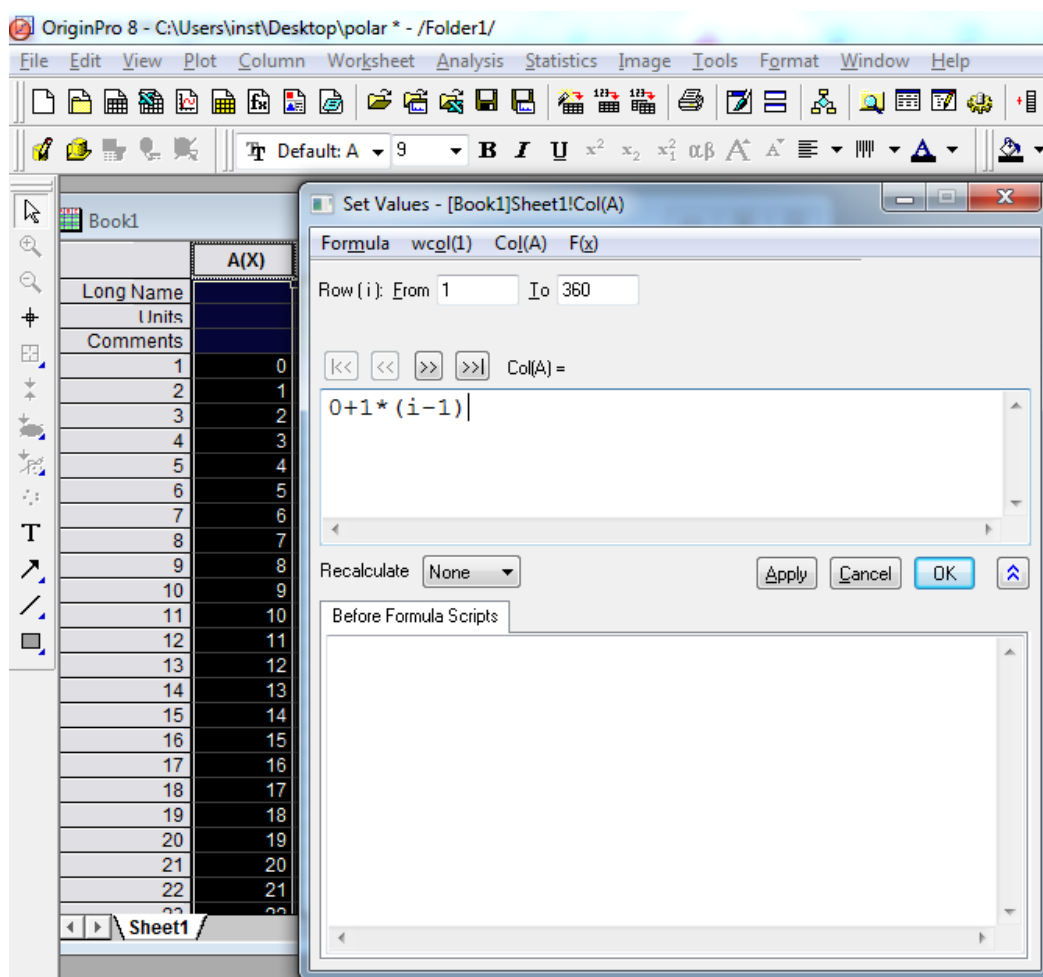 OriginPro 8 - C:\Users\inst\Desktop\polar * - /Folder1/
File Edit View Plot Column Worksheet Analysis Statistics Image Tools Format Window Help
Default: A 9 B I U x² x₂ αβ A A A
Book1
A(X)
Long Name
Units
Comments
1 0
2 1
3 2
4 3
5 4
6 5
7 6
8 7
9 8
10 9
11 10
12 11
13 12
14 13
15 14
16 15
17 16
18 17
19 18
20 19
21 20
22 21
Sheet1
T
Set Values - [Book1]Sheet1!Col(A)
Formula wcol(1) Col(A) F(x)
Row (i): From 1 To 360
|<< << >> >>| Col(A) =
0+1*(i-1)
Recalculate None Apply Cancel OK
Before Formula Scripts